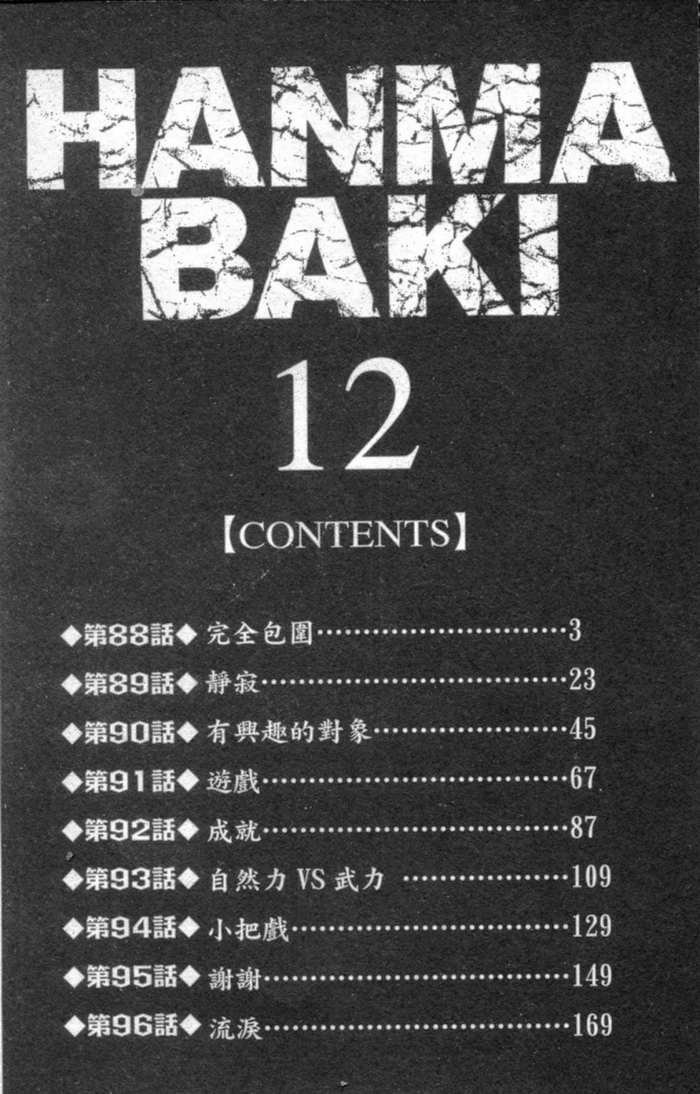 HANMA
BAKI
12
【CONTENTS】
◆第88話◆ 完全包圍…………………………3
◆第89話◆ 靜寂…………………………23
◆第90話◆ 有興趣的對象…………………………45
◆第91話◆ 遊戲…………………………67
◆第92話◆ 成就…………………………87
◆第93話◆ 自然力 VS 武力 …………………………109
◆第94話◆ 小把戲…………………………129
◆第95話◆ 謝謝…………………………149
◆第96話◆ 流淚…………………………169